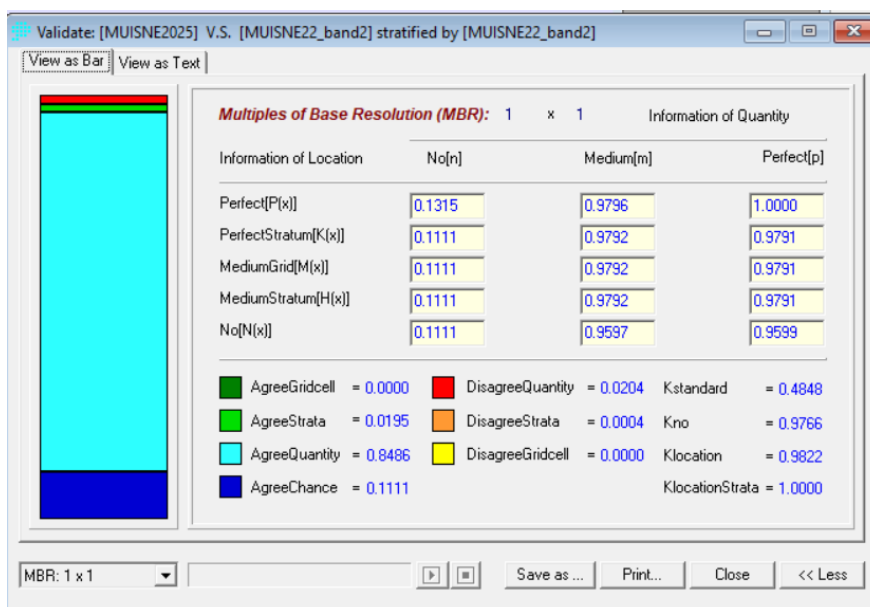 Validate: [MUISNE2025] V.S. [MUISNE22_band2] stratified by [MUISNE22_band2]
View as Bar View as Text
Multiples of Base Resolution (MBR): 1 x 1 Information of Quantity
Information of Location No[n] Medium[m] Perfect[p]
Perfect[P(x)] 0.1315 0.9796 1.0000
PerfectStratum[K(x)] 0.1111 0.9792 0.9791
MediumGrid[M(x)] 0.1111 0.9792 0.9791
MediumStratum[H(x)] 0.1111 0.9792 0.9791
No[N(x)] 0.1111 0.9597 0.9599
AgreeGridcell = 0.0000 DisagreeQuantity = 0.0204 Kstandard = 0.4848
AgreeStrata = 0.0195 DisagreeStrata = 0.0004 Kno = 0.9766
AgreeQuantity = 0.8486 DisagreeGridcell = 0.0000 Klocation = 0.9822
AgreeChance = 0.1111 KlocationStrata = 1.0000
MBR: 1 x 1 Save as ... Print... Close << Less